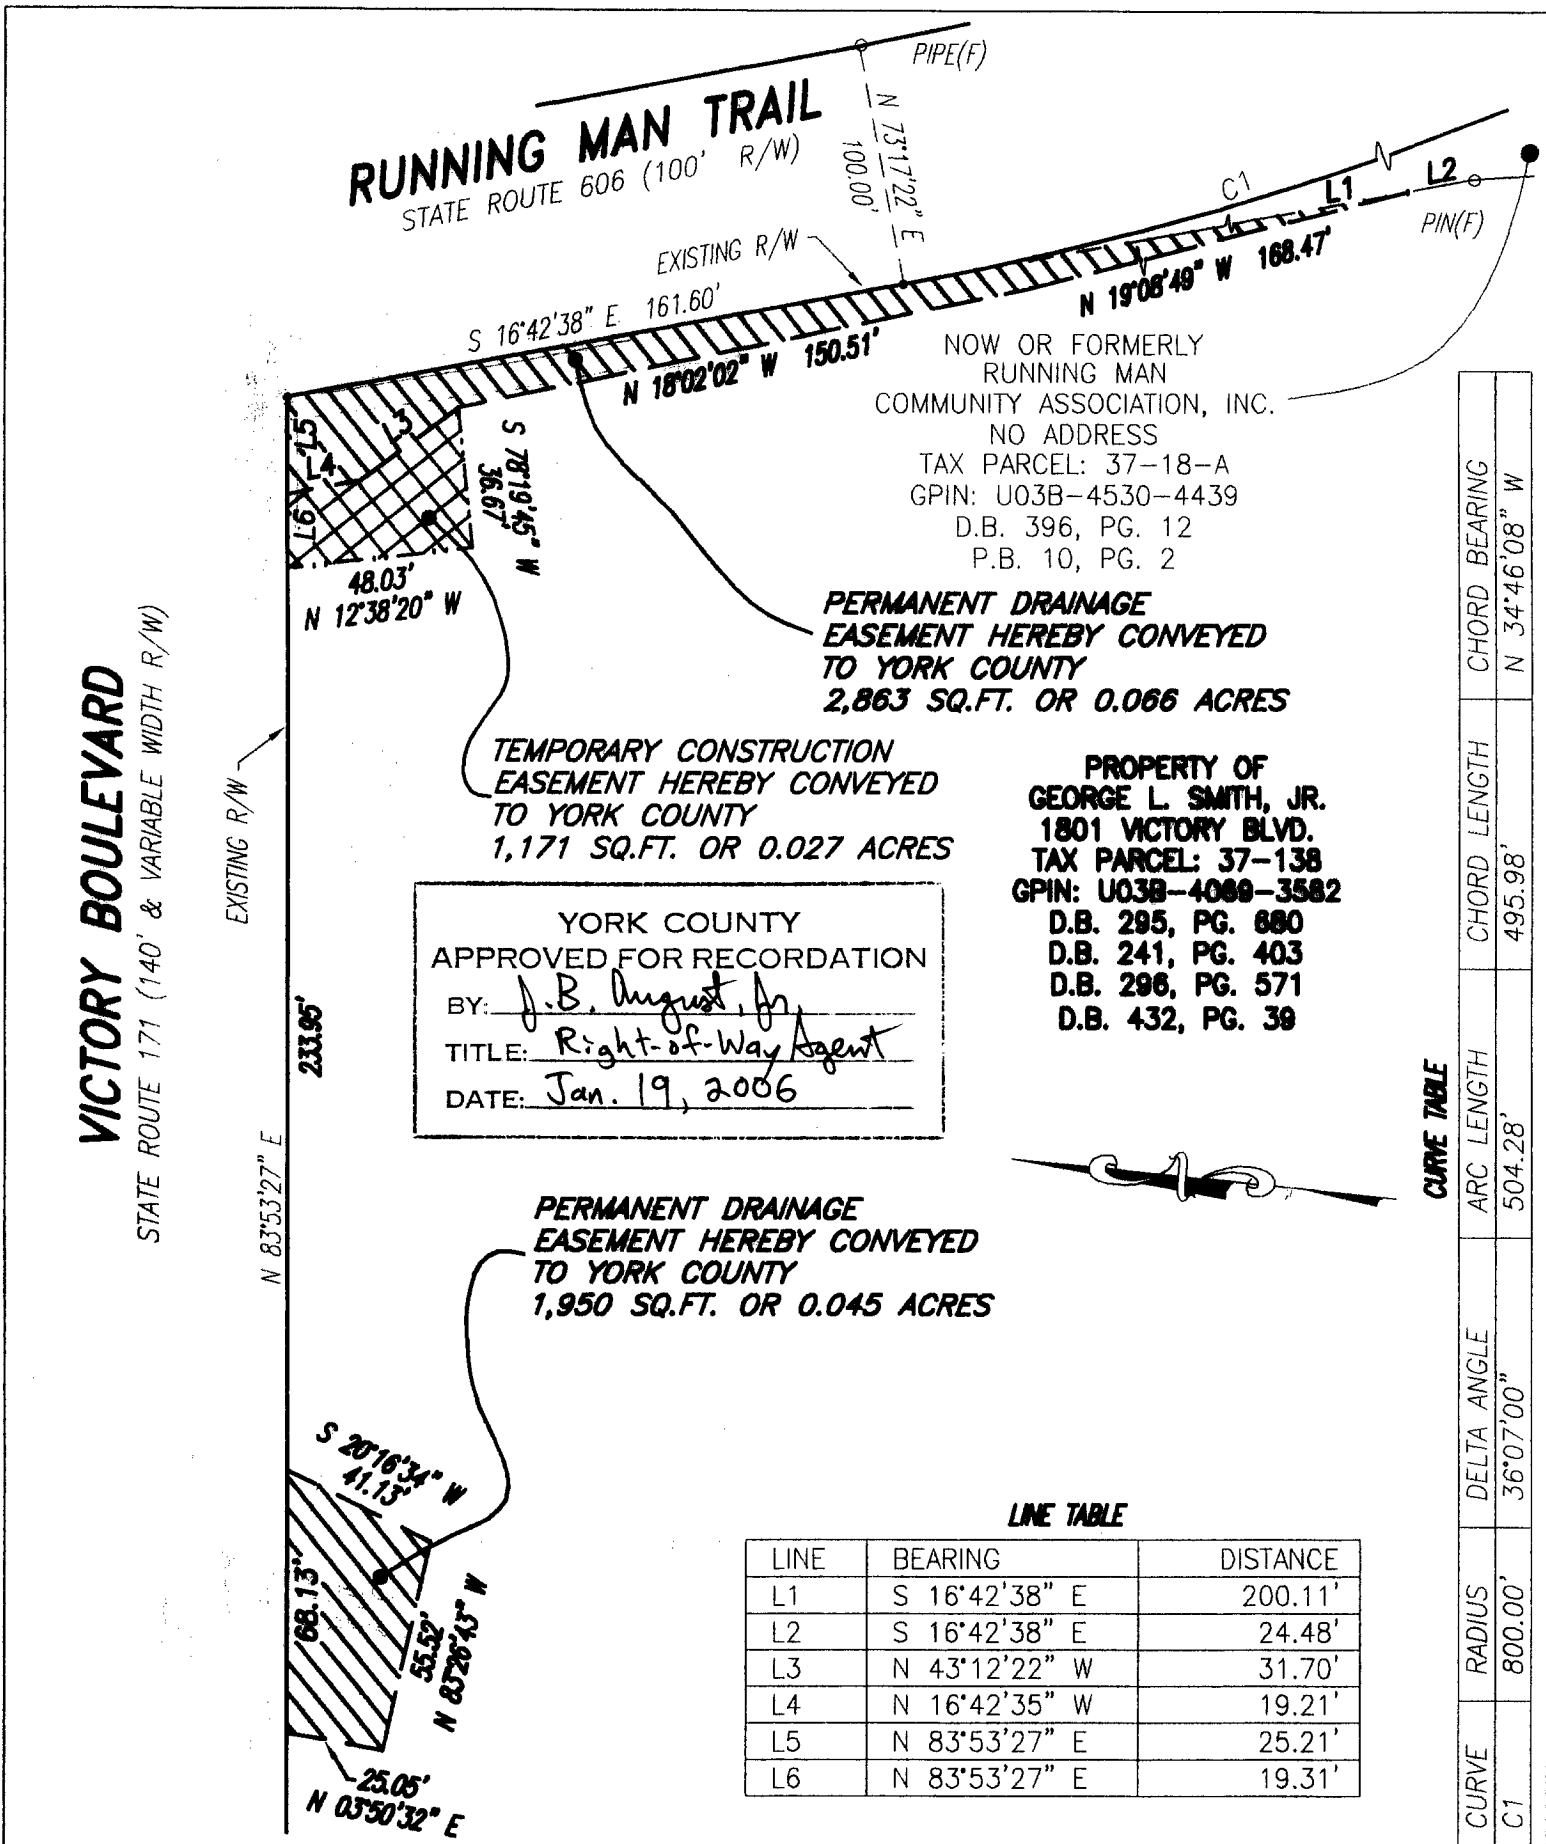 PIPE(F)
RUNNING MAN TRAIL
STATE ROUTE 606 (100' R/W)
N 73°17'22" E
100.00'
C1
L1
L2
PIN(F)
EXISTING R/W
S 16°42'38" E 161.60'
N 18°02'02" W 150.51'
N 19°08'49" W 168.47'
NOW OR FORMERLY
RUNNING MAN
COMMUNITY ASSOCIATION, INC.
NO ADDRESS
TAX PARCEL: 37-18-A
GPIN: U03B-4530-4439
D.B. 396, PG. 12
P.B. 10, PG. 2
L5
L3
L4
L6
S 78°19'45" W
36.67'
48.03'
N 12°38'20" W
PERMANENT DRAINAGE
EASEMENT HEREBY CONVEYED
TO YORK COUNTY
2,863 SQ.FT. OR 0.066 ACRES
VICTORY BOULEVARD
STATE ROUTE 171 (140' & VARIABLE WIDTH R/W)
EXISTING R/W
TEMPORARY CONSTRUCTION
EASEMENT HEREBY CONVEYED
TO YORK COUNTY
1,171 SQ.FT. OR 0.027 ACRES
PROPERTY OF
GEORGE L. SMITH, JR.
1801 VICTORY BLVD.
TAX PARCEL: 37-138
GPIN: U03B-4069-3582
D.B. 295, PG. 680
D.B. 241, PG. 403
D.B. 296, PG. 571
D.B. 432, PG. 39
YORK COUNTY
APPROVED FOR RECORDATION
BY: J.B. August, Jr.
TITLE: Right-of-Way Agent
DATE: Jan. 19, 2006
233.95'
N 83°53'27" E
PERMANENT DRAINAGE
EASEMENT HEREBY CONVEYED
TO YORK COUNTY
1,950 SQ.FT. OR 0.045 ACRES
S 20°16'34" W
41.13'
68.13'
55.52'
N 83°26'43" W
25.05'
N 03°50'32" E
LINE TABLE
LINE BEARING DISTANCE
L1 S 16°42'38" E 200.11'
L2 S 16°42'38" E 24.48'
L3 N 43°12'22" W 31.70'
L4 N 16°42'35" W 19.21'
L5 N 83°53'27" E 25.21'
L6 N 83°53'27" E 19.31'
CURVE TABLE
CURVE RADIUS DELTA ANGLE ARC LENGTH CHORD LENGTH CHORD BEARING
C1 800.00' 36°07'00" 504.28' 495.98' N 34°46'08" W